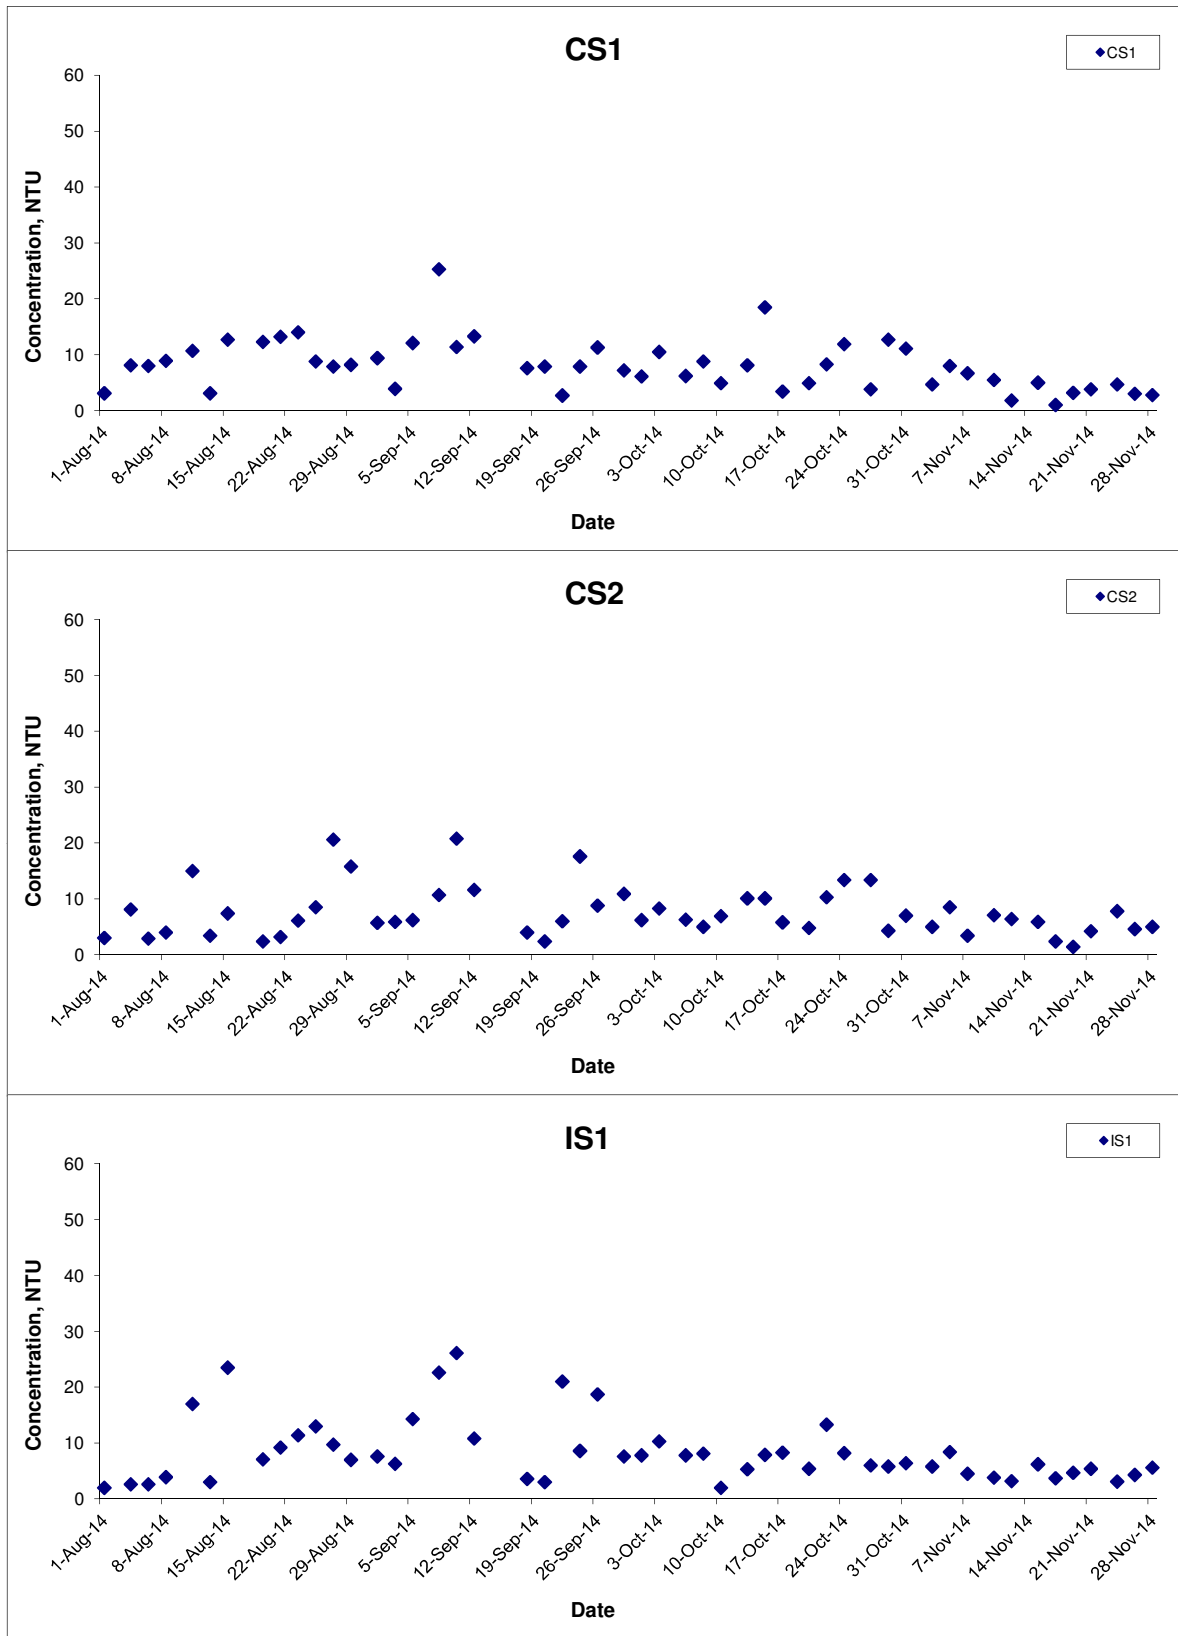 CS1
CS1
60
50
40
30
20
10
0
Concentration, NTU
1-Aug-14
8-Aug-14
15-Aug-14
22-Aug-14
29-Aug-14
5-Sep-14
12-Sep-14
19-Sep-14
26-Sep-14
3-Oct-14
10-Oct-14
17-Oct-14
24-Oct-14
31-Oct-14
7-Nov-14
14-Nov-14
21-Nov-14
28-Nov-14
Date
CS2
CS2
60
50
40
30
20
10
0
Concentration, NTU
1-Aug-14
8-Aug-14
15-Aug-14
22-Aug-14
29-Aug-14
5-Sep-14
12-Sep-14
19-Sep-14
26-Sep-14
3-Oct-14
10-Oct-14
17-Oct-14
24-Oct-14
31-Oct-14
7-Nov-14
14-Nov-14
21-Nov-14
28-Nov-14
Date
IS1
IS1
60
50
40
30
20
10
0
Concentration, NTU
1-Aug-14
8-Aug-14
15-Aug-14
22-Aug-14
29-Aug-14
5-Sep-14
12-Sep-14
19-Sep-14
26-Sep-14
3-Oct-14
10-Oct-14
17-Oct-14
24-Oct-14
31-Oct-14
7-Nov-14
14-Nov-14
21-Nov-14
28-Nov-14
Date